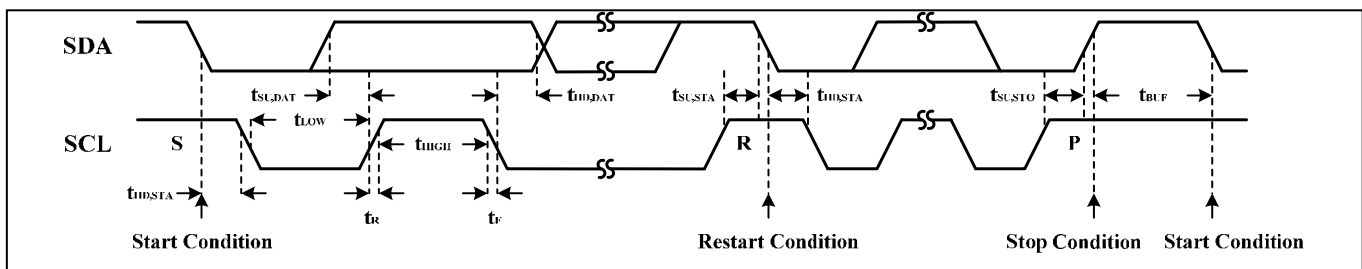 SDA
tSU,DAT
tHD,DAT
tSU,STA
tHD,STA
tSU,STO
tBUF
tLOW
SCL
S
tHIGH
R
P
tHD,STA
tR
tF
Start Condition
Restart Condition
Stop Condition
Start Condition